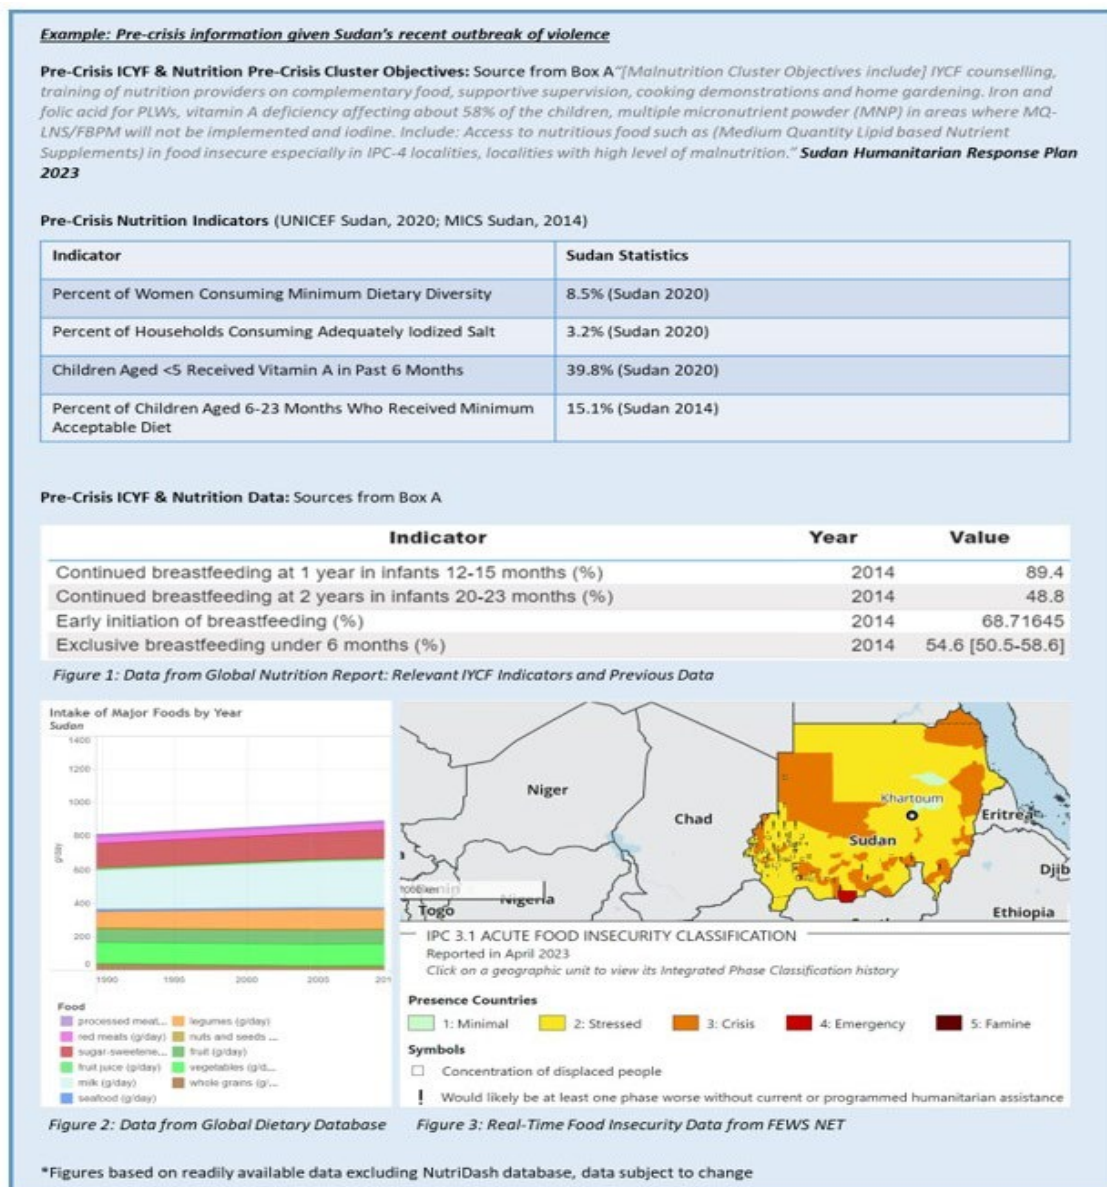 Example: Pre-crisis information given Sudan's recent outbreak of violence
Pre-Crisis ICYF & Nutrition Pre-Crisis Cluster Objectives: Source from Box A"[Malnutrition Cluster Objectives include] IYCF counselling,
training of nutrition providers on complementary food, supportive supervision, cooking demonstrations and home gardening. Iron and
folic acid for PLWs, vitamin A deficiency affecting about 58% of the children, multiple micronutrient powder (MNP) in areas where MQ-
LNS/FBPM will not be implemented and iodine. Include: Access to nutritious food such as (Medium Quantity Lipid based Nutrient
Supplements) in food insecure especially in IPC-4 localities, localities with high level of malnutrition." Sudan Humanitarian Response Plan
2023
Pre-Crisis Nutrition Indicators (UNICEF Sudan, 2020; MICS Sudan, 2014)
Indicator Sudan Statistics
Percent of Women Consuming Minimum Dietary Diversity 8.5% (Sudan 2020)
Percent of Households Consuming Adequately Iodized Salt 3.2% (Sudan 2020)
Children Aged <5 Received Vitamin A in Past 6 Months 39.8% (Sudan 2020)
Percent of Children Aged 6-23 Months Who Received Minimum 15.1% (Sudan 2014)
Acceptable Diet
Pre-Crisis ICYF & Nutrition Data: Sources from Box A
Indicator Year Value
Continued breastfeeding at 1 year in infants 12-15 months (%) 2014 89.4
Continued breastfeeding at 2 years in infants 20-23 months (%) 2014 48.8
Early initiation of breastfeeding (%) 2014 68.71645
Exclusive breastfeeding under 6 months (%) 2014 54.6 [50.5-58.6]
Figure 1: Data from Global Nutrition Report: Relevant IYCF Indicators and Previous Data
Intake of Major Foods by Year
Sudan
1400
1200
1000
800
g/day
600
400
200
0
1990 1995 2000 2005 201
Food
processed meat... legumes (g/day)
red meats (g/day) nuts and seeds ...
sugar-sweetene... fruit (g/day)
fruit juice (g/day) vegetables (g/d...
milk (g/day) whole grains (g/...
seafood (g/day)
Niger
Chad
Khartoum
Sudan
Eritrea
Djib
Nigeria
Togo
Ethiopia
IPC 3.1 ACUTE FOOD INSECURITY CLASSIFICATION
Reported in April 2023
Click on a geographic unit to view its Integrated Phase Classification history
Presence Countries
1: Minimal 2: Stressed 3: Crisis 4: Emergency 5: Famine
Symbols
Concentration of displaced people
! Would likely be at least one phase worse without current or programmed humanitarian assistance
Figure 2: Data from Global Dietary Database Figure 3: Real-Time Food Insecurity Data from FEWS NET
*Figures based on readily available data excluding NutriDash database, data subject to change